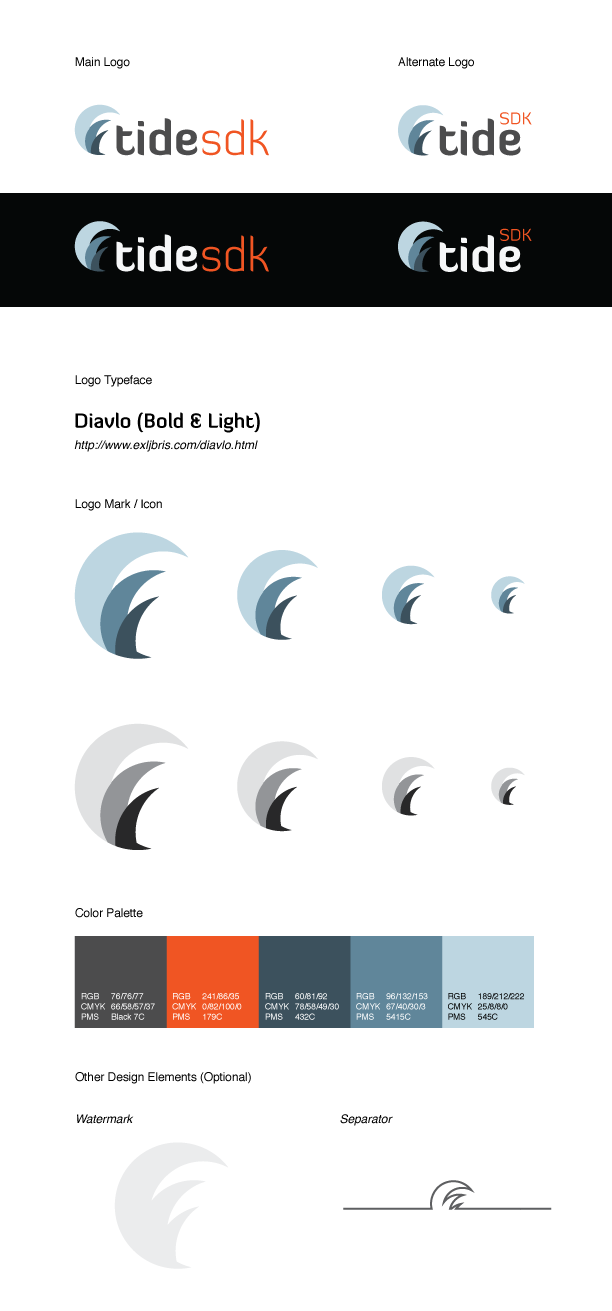 Main Logo
Alternate Logo
tidesdk
tide SDK
tidesdk
tide SDK
Logo Typeface
Diavlo (Bold & Light)
http://www.exljbris.com/diavlo.html
Logo Mark / Icon
Color Palette
RGB 76/76/77
CMYK 66/58/57/37
PMS Black 7C
RGB 241/86/35
CMYK 0/82/100/0
PMS 179C
RGB 60/81/92
CMYK 78/58/49/30
PMS 432C
RGB 96/132/153
CMYK 67/40/30/3
PMS 5415C
RGB 189/212/222
CMYK 25/8/8/0
PMS 545C
Other Design Elements (Optional)
Watermark
Separator